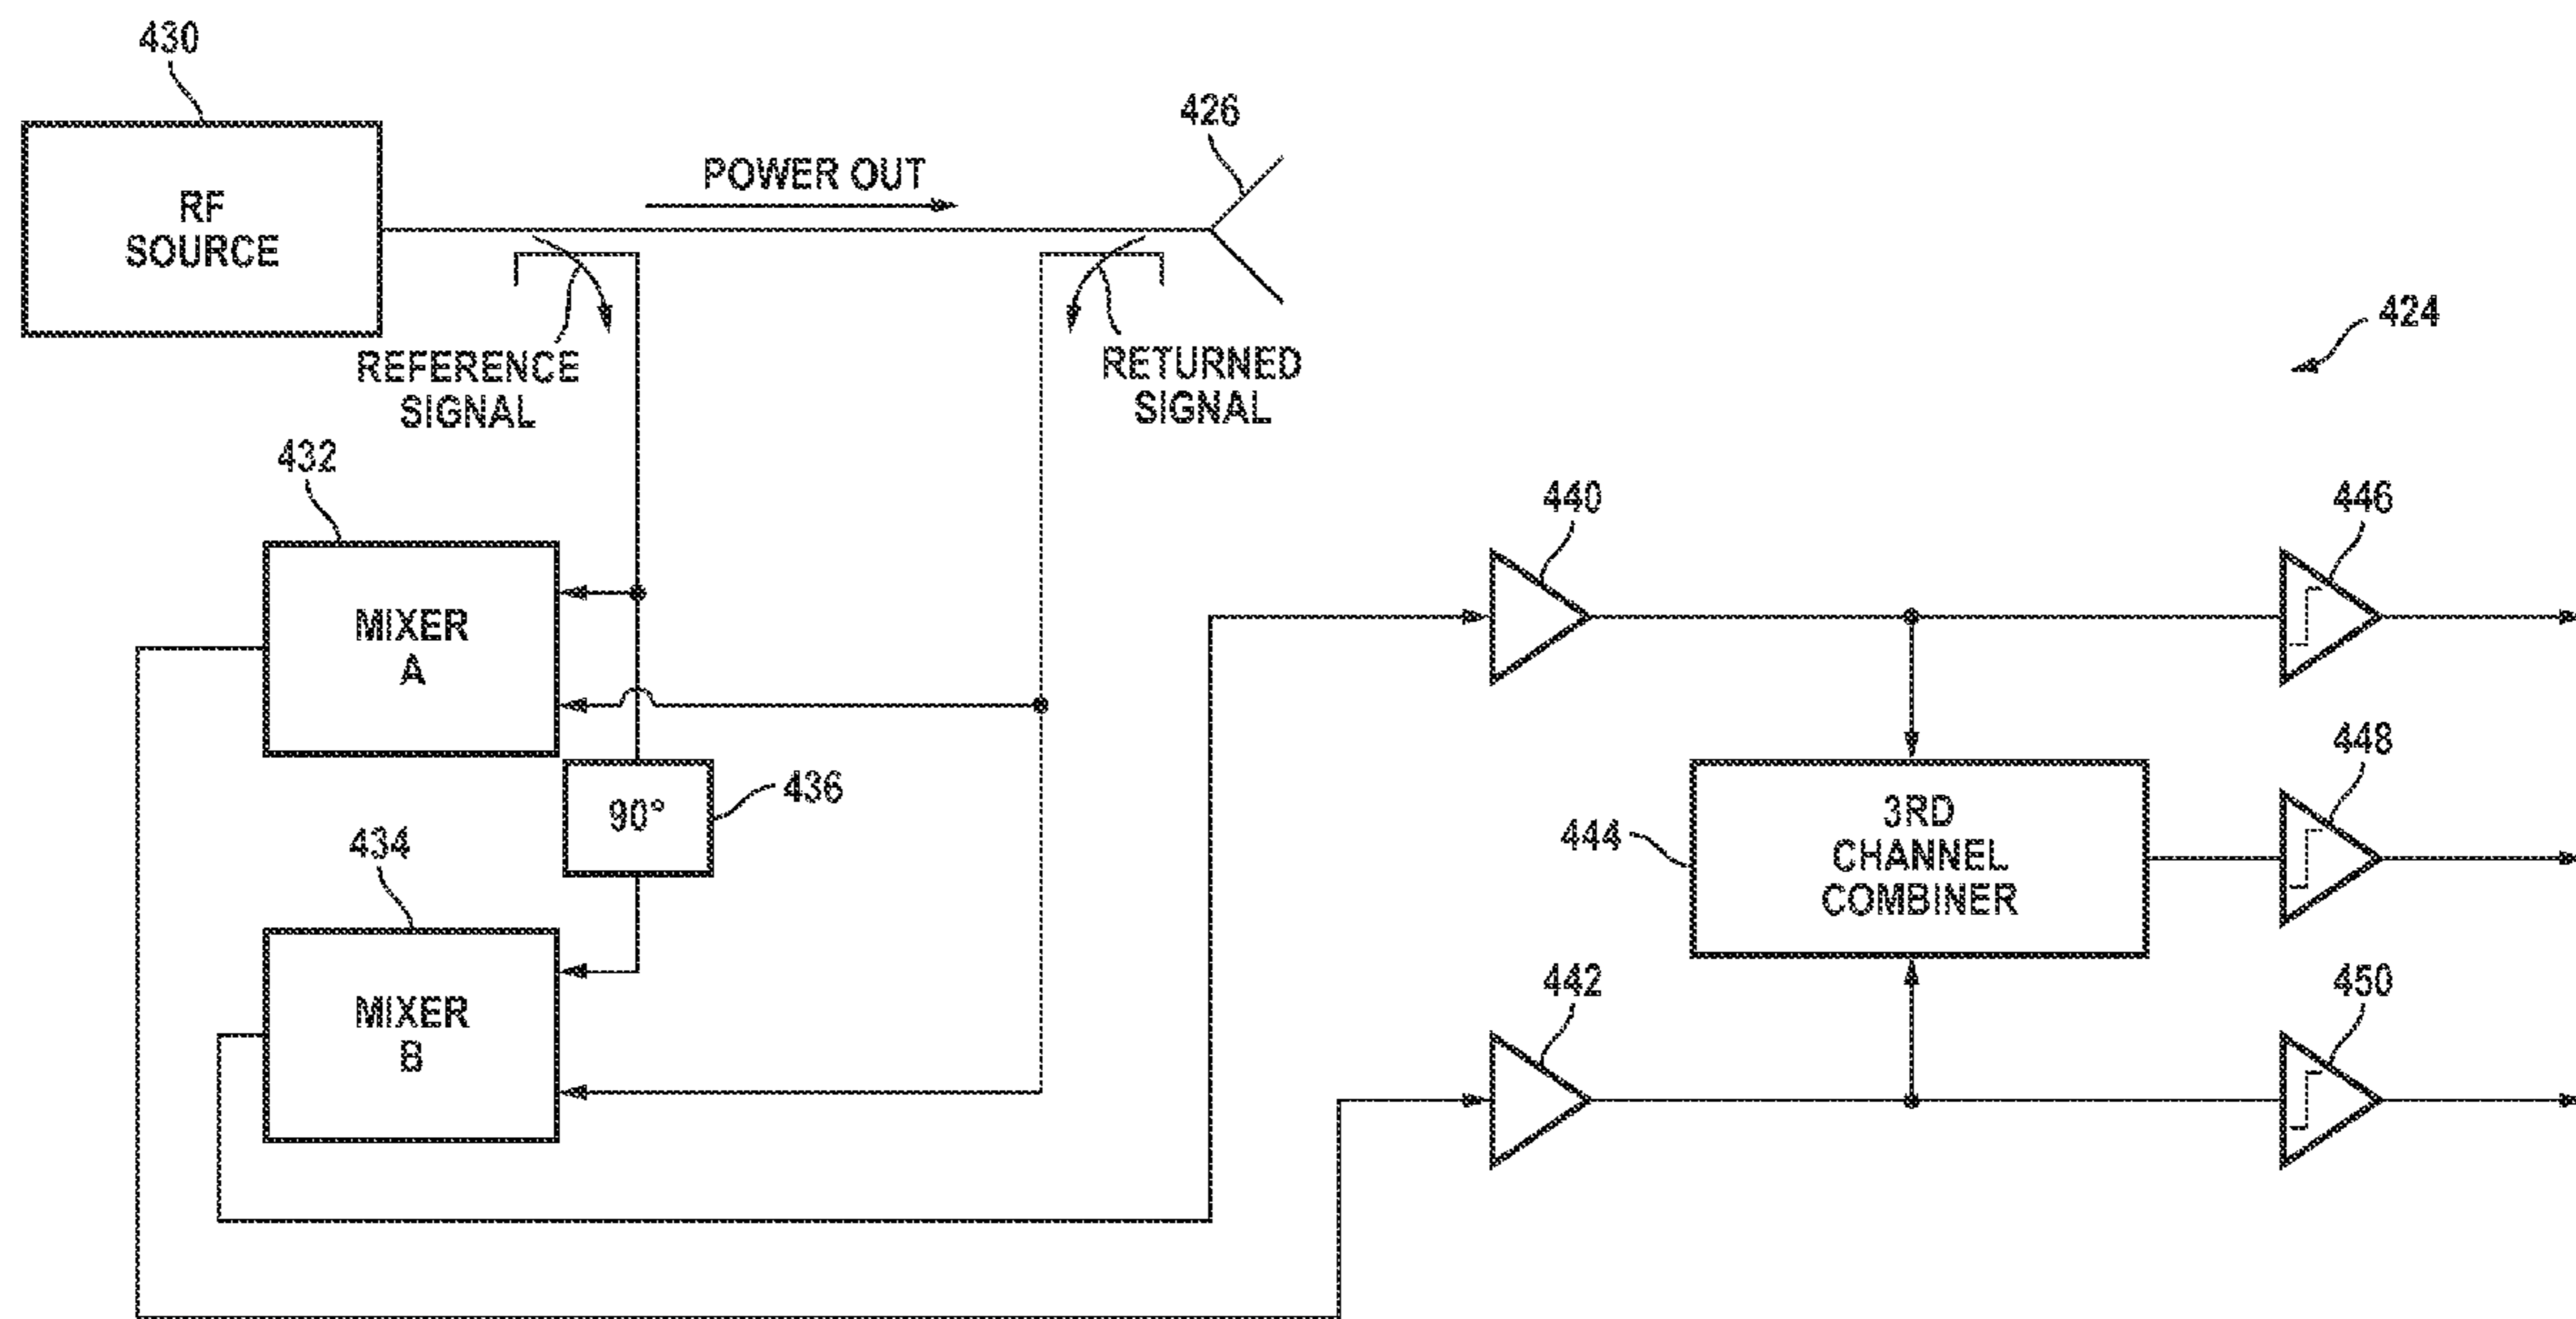 430
426
POWER OUT
RF
SOURCE
424
REFERENCE
SIGNAL
RETURNED
SIGNAL
432
440
446
MIXER
A
448
436
90°
444
3RD
CHANNEL
COMBINER
434
442
450
MIXER
B